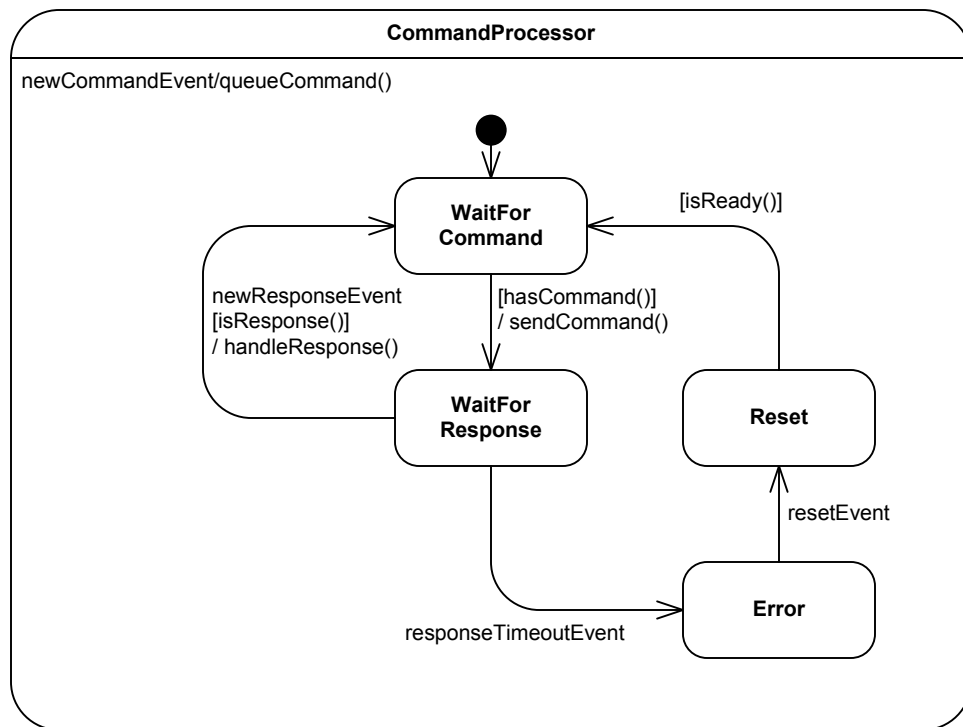 CommandProcessor
newCommandEvent/queueCommand()
WaitFor
Command
[isReady()]
newResponseEvent
[isResponse()]
/ handleResponse()
[hasCommand()]
/ sendCommand()
WaitFor
Response
Reset
resetEvent
Error
responseTimeoutEvent